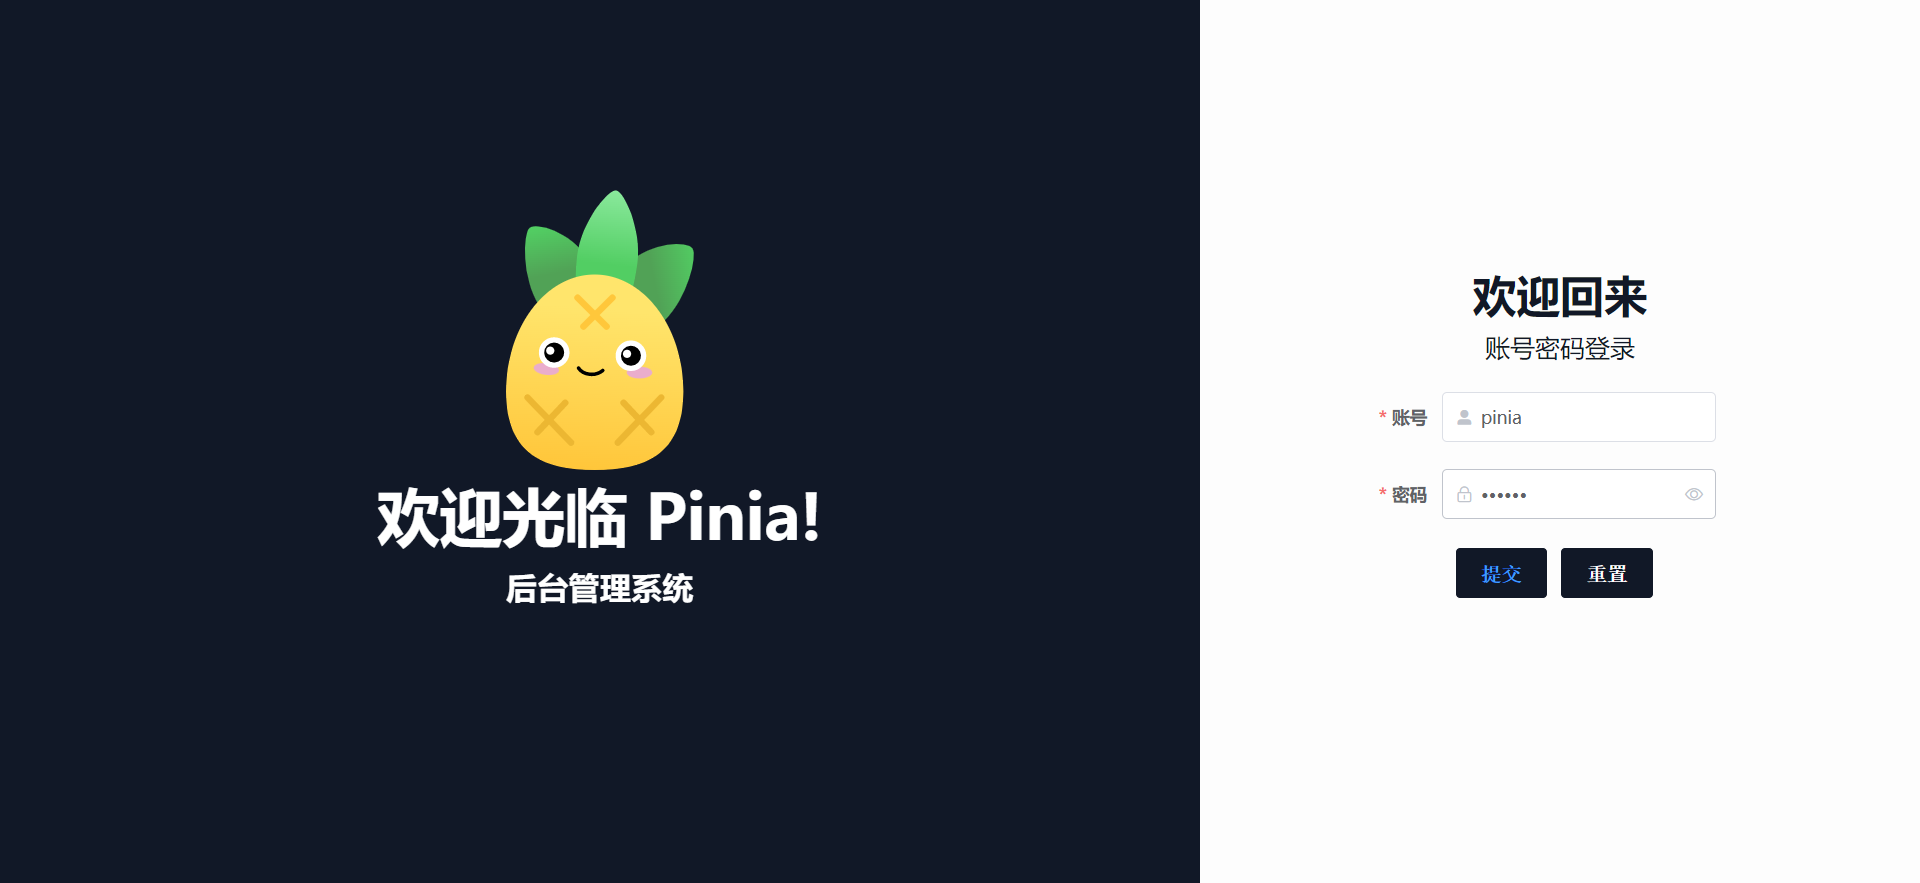 欢迎光临 Pinia!
后台管理系统
欢迎回来
账号密码登录
* 账号 pinia
* 密码 ••••••
提交 重置